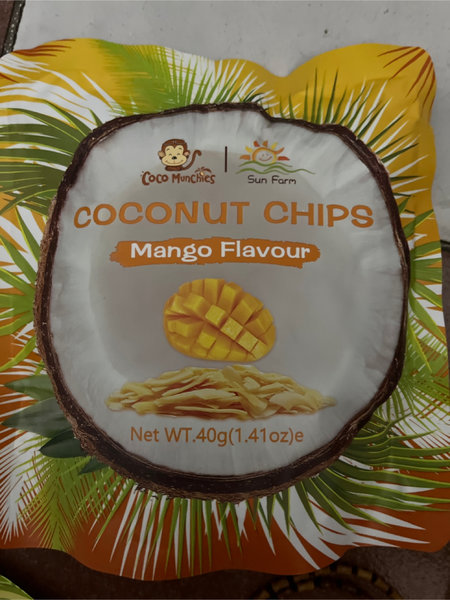 Coco Munchies
Sun Farm
COCONUT CHIPS
Mango Flavour
Net WT.40g(1.41oz)e